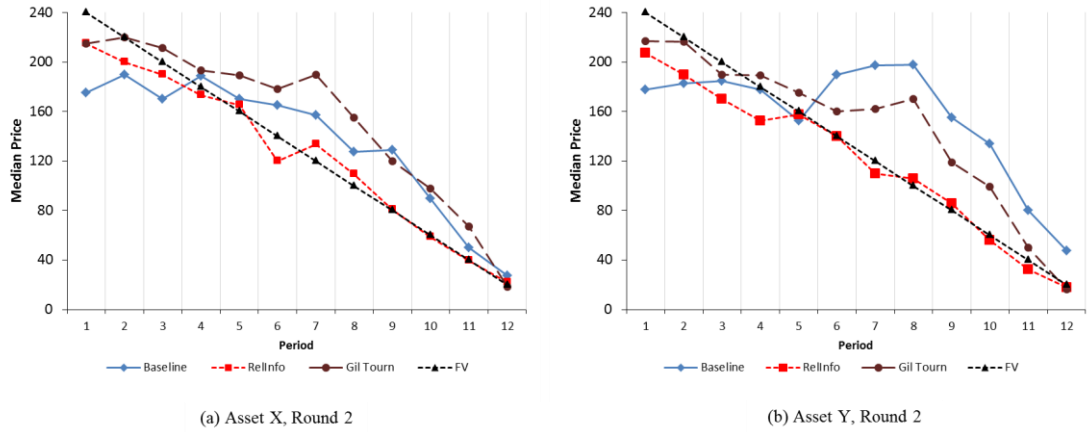 240
200
160
120
80
40
0
Median Price
1 2 3 4 5 6 7 8 9 10 11 12
Period
Baseline RelInfo Gil Tourn FV
(a) Asset X, Round 2
240
200
160
120
80
40
0
Median Price
1 2 3 4 5 6 7 8 9 10 11 12
Period
Baseline RelInfo Gil Tourn FV
(b) Asset Y, Round 2